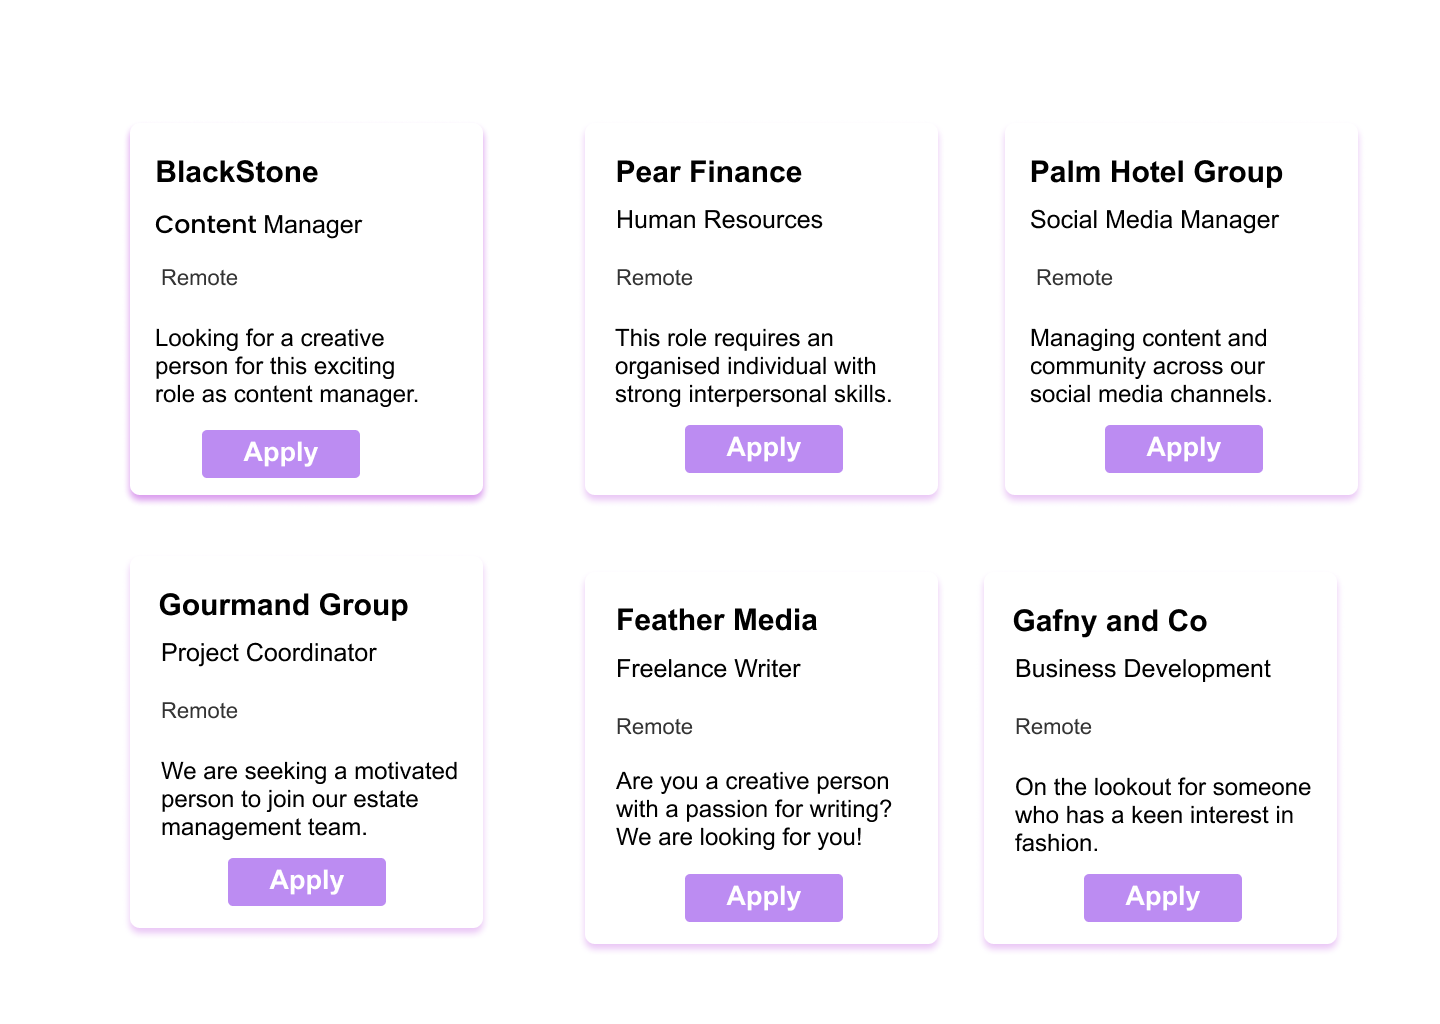 BlackStone
Content Manager
Remote
Looking for a creative
person for this exciting
role as content manager.
Apply
Pear Finance
Human Resources
Remote
This role requires an
organised individual with
strong interpersonal skills.
Apply
Palm Hotel Group
Social Media Manager
Remote
Managing content and
community across our
social media channels.
Apply
Gourmand Group
Project Coordinator
Remote
We are seeking a motivated
person to join our estate
management team.
Apply
Feather Media
Freelance Writer
Remote
Are you a creative person
with a passion for writing?
We are looking for you!
Apply
Gafny and Co
Business Development
Remote
On the lookout for someone
who has a keen interest in
fashion.
Apply